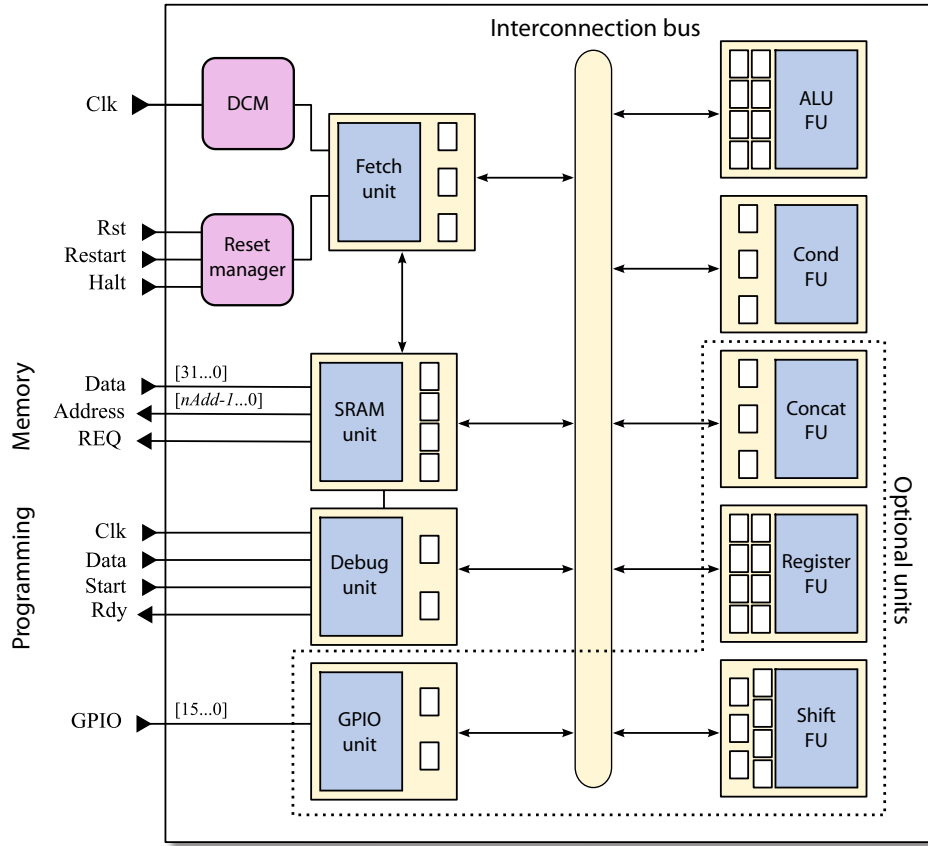 Interconnection bus
Clk
DCM
ALU
FU
Fetch
unit
Rst
Restart
Halt
Reset
manager
Cond
FU
Memory
Data
[31...0]
Address
[nAdd-1...0]
REQ
SRAM
unit
Concat
FU
Programming
Clk
Data
Start
Rdy
Debug
unit
Register
FU
Optional units
GPIO
[15...0]
GPIO
unit
Shift
FU